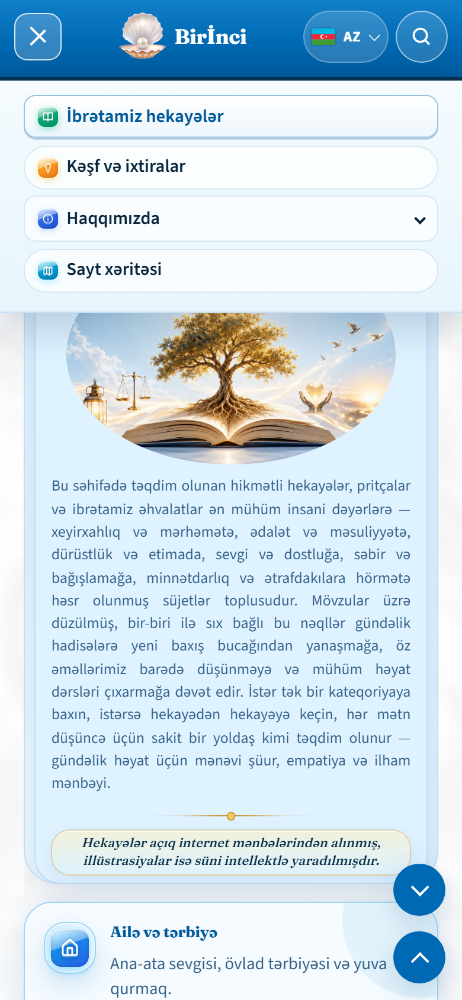 Birİnci
AZ
İbrətamiz hekayələr
Kəşf və ixtiralar
Haqqımızda
Sayt xəritəsi
Bu səhifədə təqdim olunan hikmətli hekayələr, pritçalar
və ibrətamiz əhvalatlar ən mühüm insani dəyərlərə —
xeyirxahlıq və mərhəmətə, ədalət və məsuliyyətə,
dürüstlük və etimada, sevgi və dostluğa, səbir və
bağışlamağa, minnətdarlıq və ətrafdakılara hörmətə
həsr olunmuş süjetlər toplusudur. Mövzular üzrə
düzülmüş, bir-biri ilə sıx bağlı bu nəqllər gündəlik
hadisələrə yeni baxış bucağından yanaşmağa, öz
əməllərimiz barədə düşünməyə və mühüm həyat
dərsləri çıxarmağa dəvət edir. İstər tək bir kateqoriyaya
baxın, istərsə hekayədən hekayəyə keçin, hər mətn
düşüncə üçün sakit bir yoldaş kimi təqdim olunur —
gündəlik həyat üçün mənəvi şüur, empatiya və ilham
mənbəyi.
Hekayələr açıq internet mənbələrindən alınmış,
illüstrasiyalar isə süni intellektlə yaradılmışdır.
Ailə və tərbiyə
Ana-ata sevgisi, övlad tərbiyəsi və yuva
qurmaq.